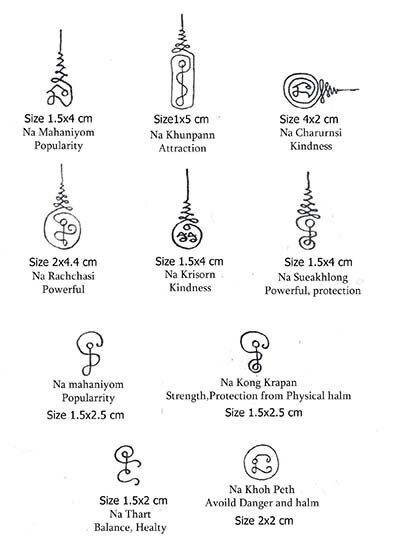 Size 1.5x4 cm
Na Mahaniyom
Popularity
Size1x5 cm
Na Khunpann
Attraction
Size 4x2 cm
Na Charurnsi
Kindness
Size 2x4.4 cm
Na Rachchasi
Powerful
Size 1.5x4 cm
Na Krisorn
Kindness
Size 1.5x4 cm
Na Sueakhlong
Powerful, protection
Na mahaniyom
Popularrity
Size 1.5x2.5 cm
Na Kong Krapan
Strength,Protection from Physical halm
Size 1.5x2.5 cm
Size 1.5x2 cm
Na Thart
Balance, Healty
Na Khoh Peth
Avoild Danger and halm
Size 2x2 cm